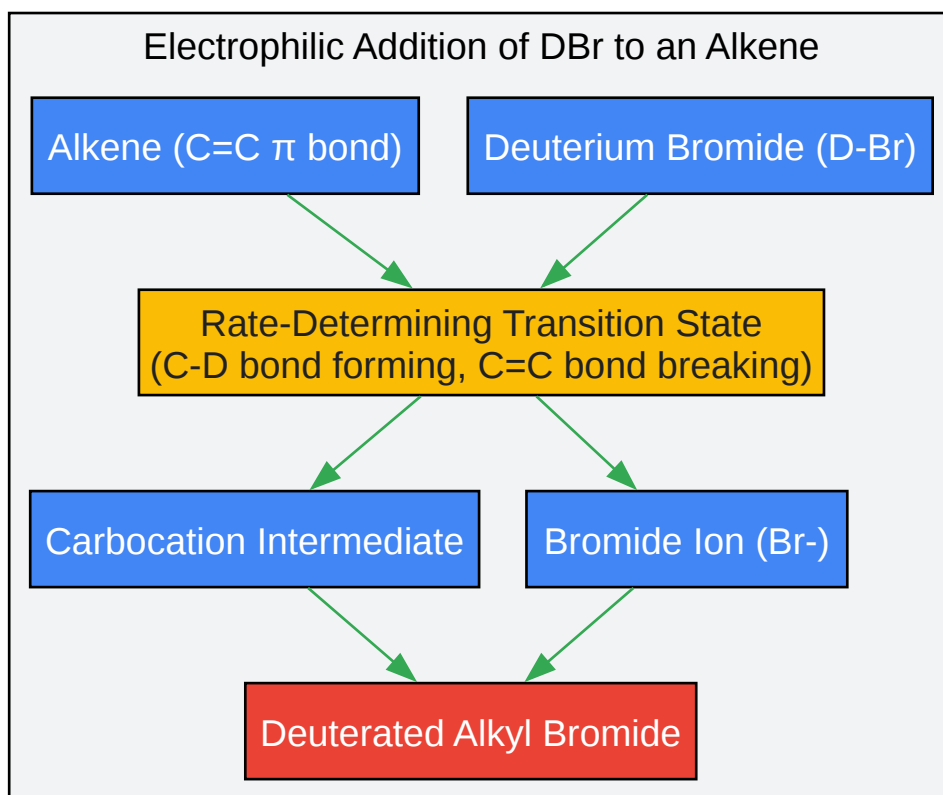 Electrophilic Addition of DBr to an Alkene
Alkene (C=C π bond)
Deuterium Bromide (D-Br)
Rate-Determining Transition State
(C-D bond forming, C=C bond breaking)
Carbocation Intermediate
Bromide Ion (Br-)
Deuterated Alkyl Bromide